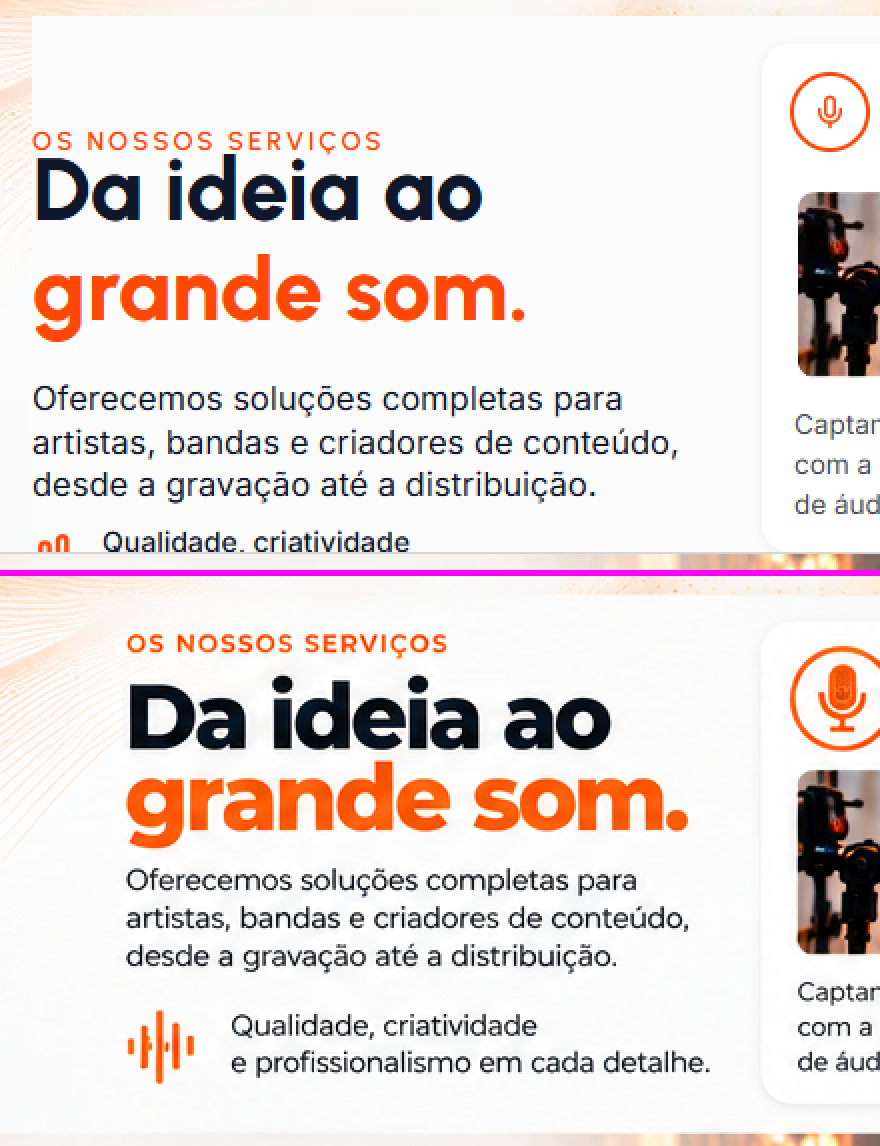 OS NOSSOS SERVIÇOS
Da ideia ao
grande som.
Oferecemos soluções completas para
artistas, bandas e criadores de conteúdo,
desde a gravação até a distribuição.
Qualidade, criatividade
Captar
com a
de áud
OS NOSSOS SERVIÇOS
Da ideia ao
grande som.
Oferecemos soluções completas para
artistas, bandas e criadores de conteúdo,
desde a gravação até a distribuição.
Qualidade, criatividade
e profissionalismo em cada detalhe.
Captar
com a
de áud